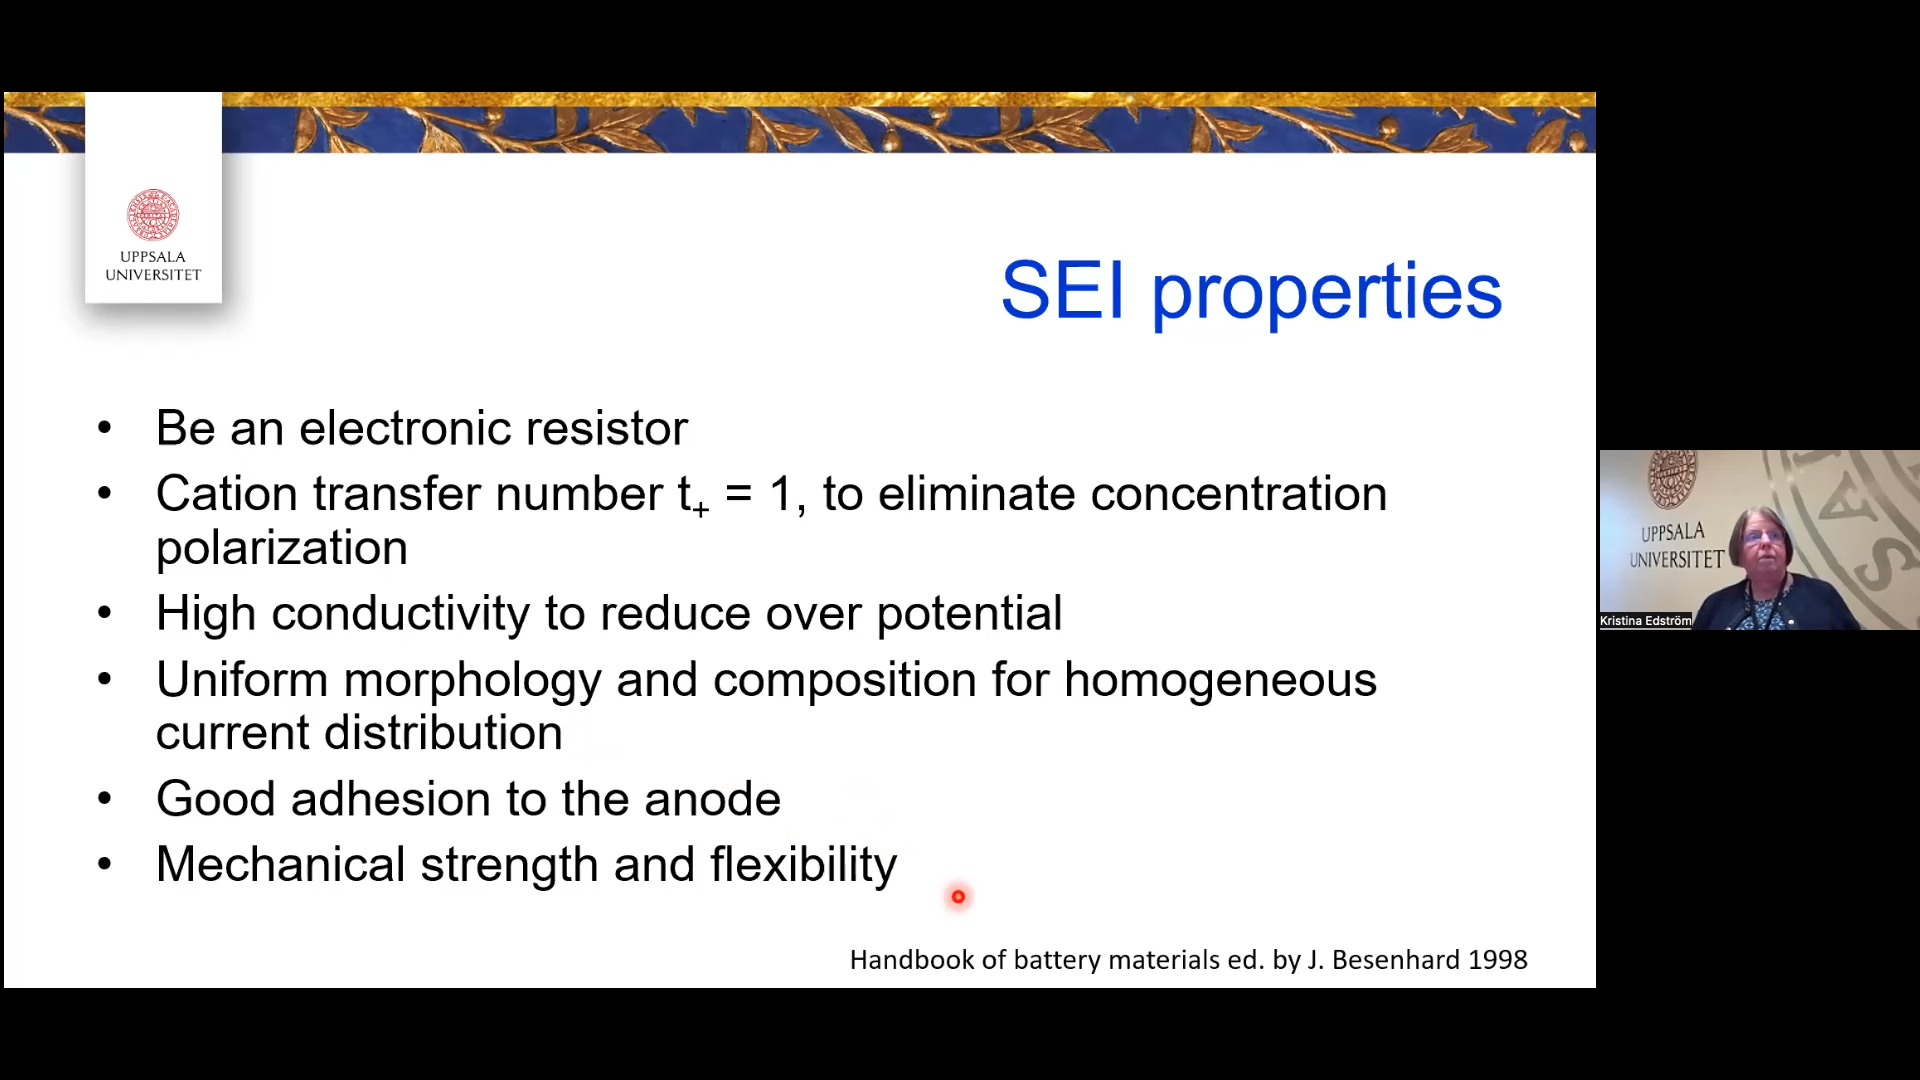 UPPSALA
UNIVERSITET
SEI properties
• Be an electronic resistor
• Cation transfer number t₊ = 1, to eliminate concentration
polarization
• High conductivity to reduce over potential
• Uniform morphology and composition for homogeneous
current distribution
• Good adhesion to the anode
• Mechanical strength and flexibility
Handbook of battery materials ed. by J. Besenhard 1998
UPPSALA
UNIVERSITET
Kristina Edström